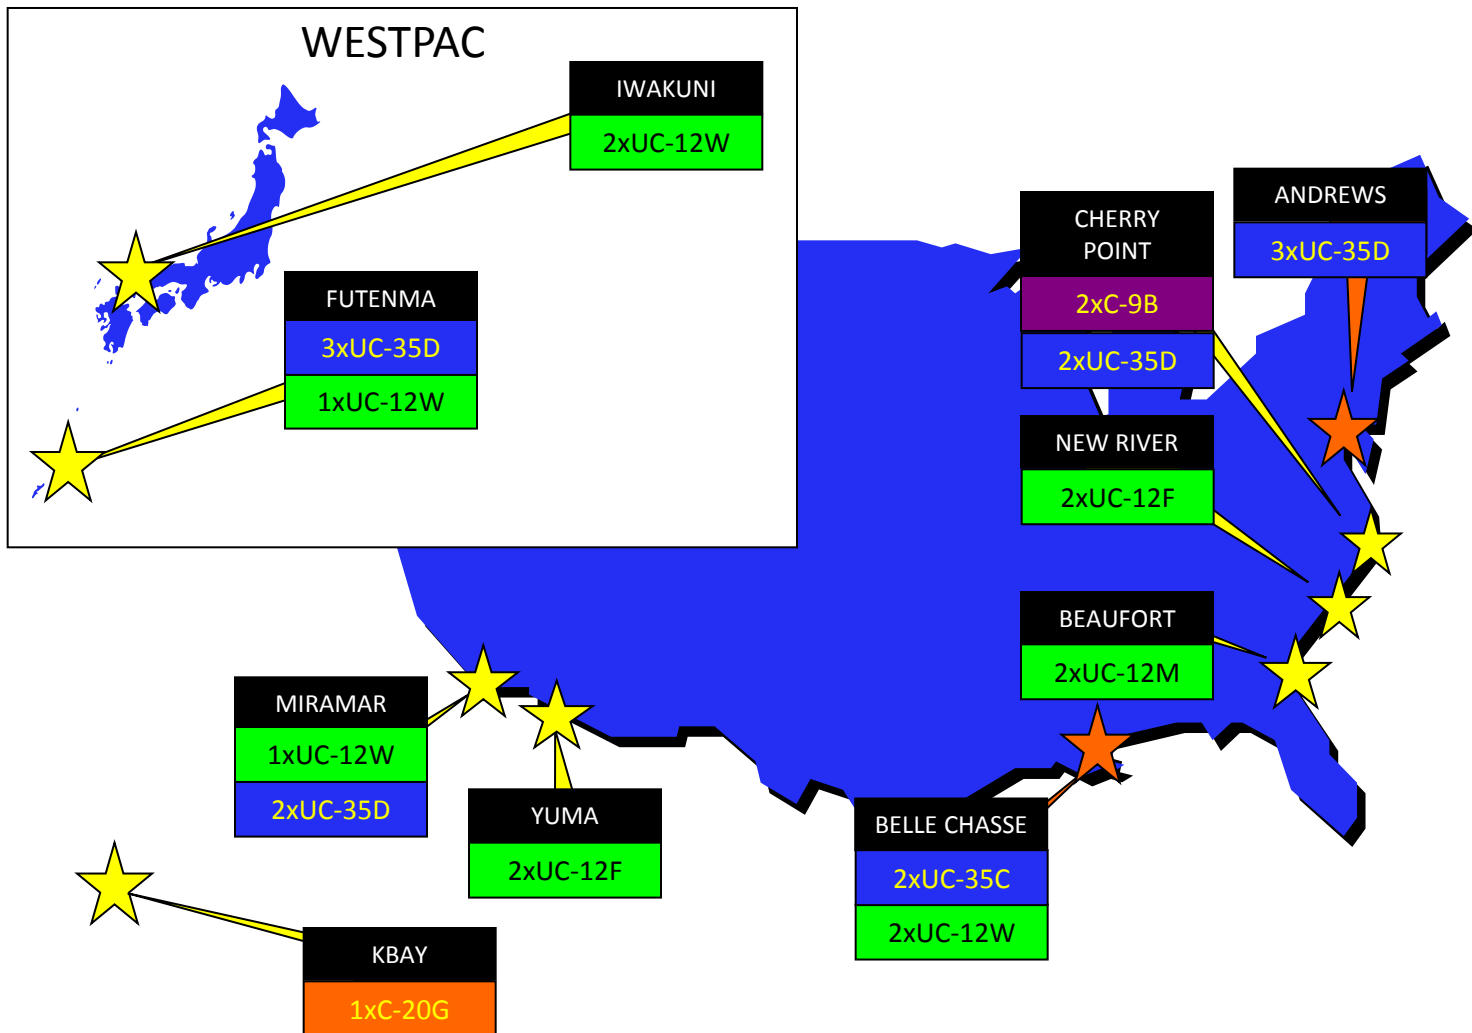 WESTPAC
IWAKUNI
2xUC-12W
FUTENMA
3xUC-35D
1xUC-12W
ANDREWS
3xUC-35D
CHERRY
POINT
2xC-9B
2xUC-35D
NEW RIVER
2xUC-12F
BEAUFORT
2xUC-12M
MIRAMAR
1xUC-12W
2xUC-35D
YUMA
2xUC-12F
BELLE CHASSE
2xUC-35C
2xUC-12W
KBAY
1xC-20G